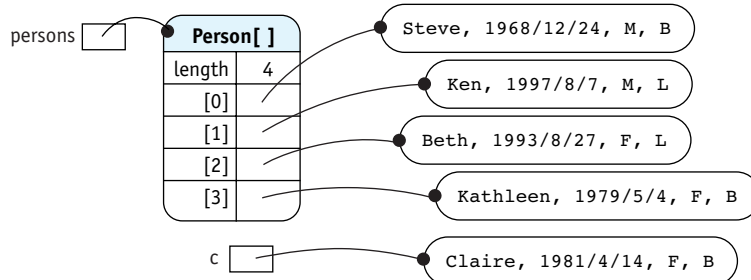 persons
Person[ ]
length 4
[0]
[1]
[2]
[3]
Steve, 1968/12/24, M, B
Ken, 1997/8/7, M, L
Beth, 1993/8/27, F, L
Kathleen, 1979/5/4, F, B
c
Claire, 1981/4/14, F, B